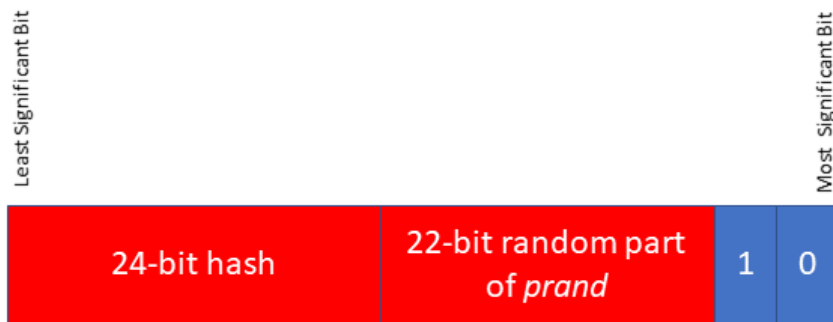 Least Significant Bit
Most Significant Bit
24-bit hash
22-bit random part
of prand
1
0